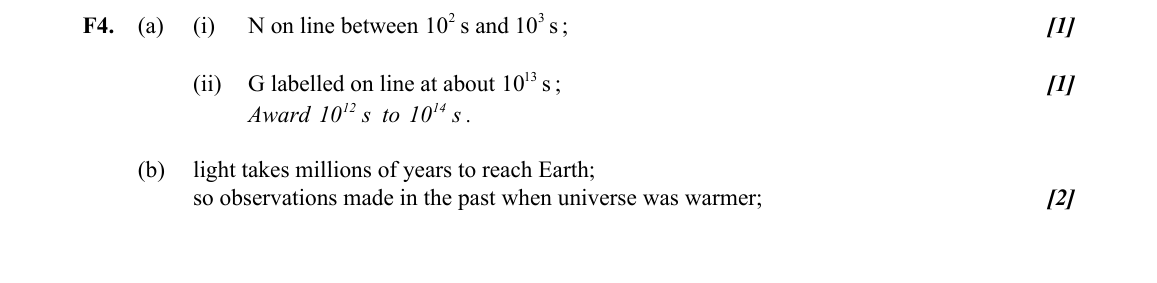 F4. (a) (i) N on line between 10² s and 10³ s; [1]
(ii) G labelled on line at about 10¹³ s; [1]
Award 10¹² s to 10¹⁴ s.
(b) light takes millions of years to reach Earth;
so observations made in the past when universe was warmer; [2]